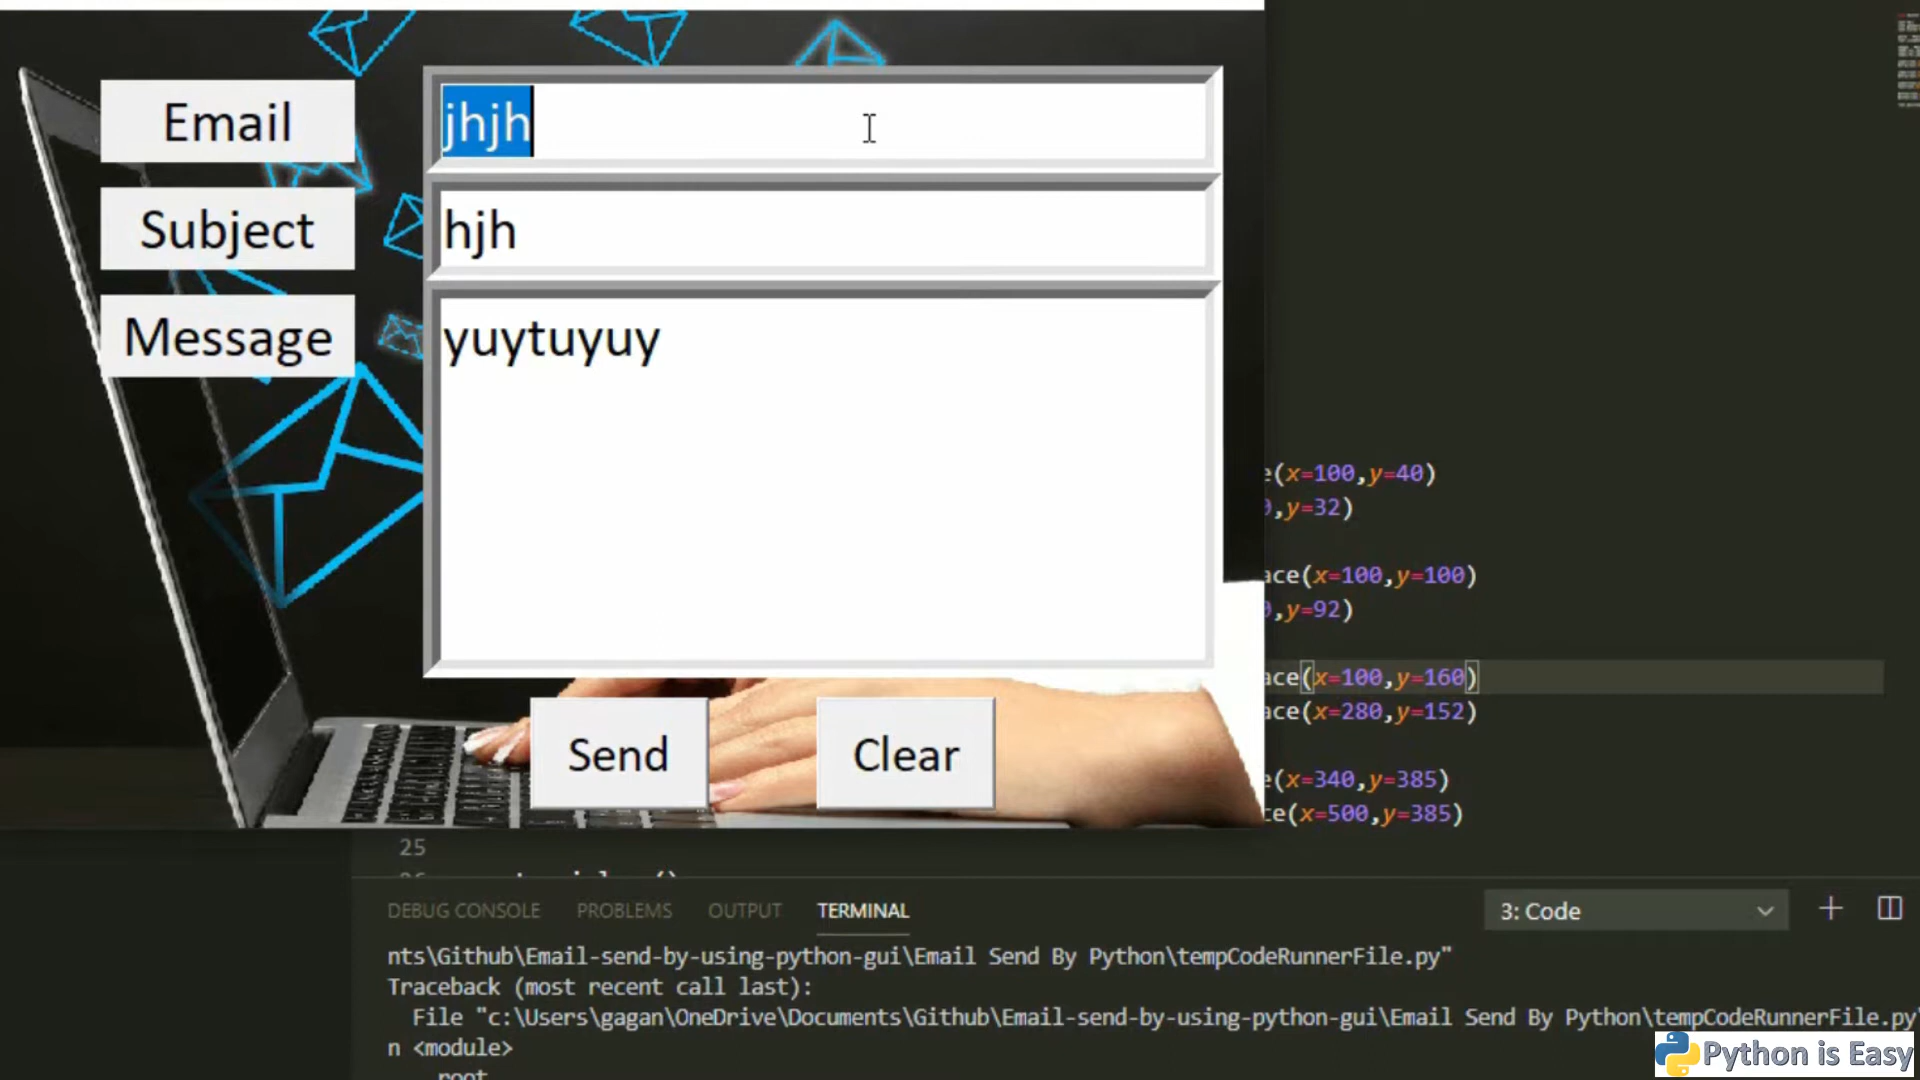 Email
jhjh
Subject
hjh
Message
yuytuyuy
Send
Clear
e(x=100,y=40)
,y=32)
ace(x=100,y=100)
,y=92)
ace(x=100,y=160)
ace(x=280,y=152)
e(x=340,y=385)
ce(x=500,y=385)
25
DEBUG CONSOLE PROBLEMS OUTPUT TERMINAL
3: Code
nts\Github\Email-send-by-using-python-gui\Email Send By Python\tempCodeRunnerFile.py"
Traceback (most recent call last):
File "c:\Users\gagan\OneDrive\Documents\Github\Email-send-by-using-python-gui\Email Send By Python\tempCodeRunnerFile.py"
n <module>
root
Python is Easy